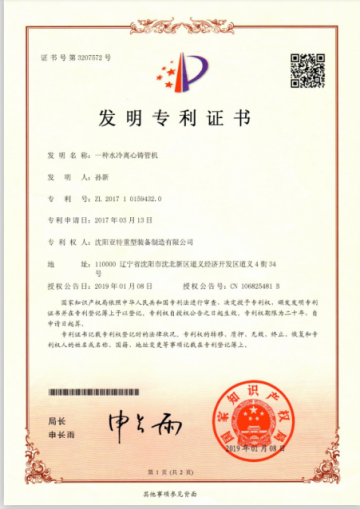 证书号第3207572号
发明专利证书
发明名称：一种水冷离心铸管机
发明人：孙新
专利号：ZL 2017 1 0159432.0
专利申请日：2017年03月13日
专利权人：沈阳亚特重型装备制造有限公司
地址：110000 辽宁省沈阳市沈北新区道义经济开发区道义4街34
号
授权公告日：2019年01月08日 授权公告号：CN 106825481 B
国家知识产权局依照中华人民共和国专利法进行审查，决定授予专利权，颁发发明专利
证书并在专利登记簿上予以登记。专利权自授权公告之日起生效。专利权期限为二十年，自
申请日起算。
专利证书记载专利权登记时的法律状况。专利权的转移、质押、无效、终止、恢复和专
利权人的姓名或名称、国籍、地址变更等事项记载在专利登记簿上。
局长
申长雨
申长雨
国家知识产权局
2019年01月08日
第1页(共2页)
其他事项参见背面